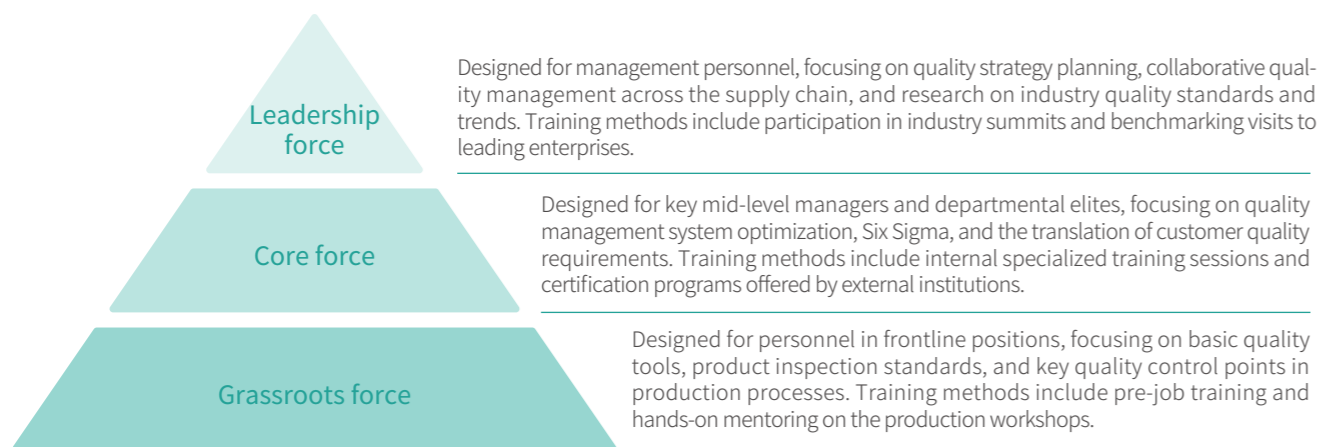 Leadership
force
Designed for management personnel, focusing on quality strategy planning, collaborative qual-
ity management across the supply chain, and research on industry quality standards and
trends. Training methods include participation in industry summits and benchmarking visits to
leading enterprises.
Core force
Designed for key mid-level managers and departmental elites, focusing on quality
management system optimization, Six Sigma, and the translation of customer quality
requirements. Training methods include internal specialized training sessions and
certification programs offered by external institutions.
Grassroots force
Designed for personnel in frontline positions, focusing on basic quality
tools, product inspection standards, and key quality control points in
production processes. Training methods include pre-job training and
hands-on mentoring on the production workshops.